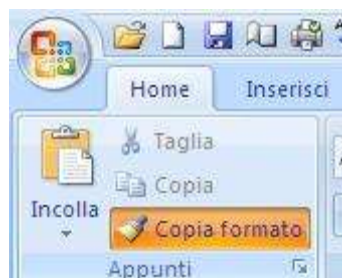 Home Inserisci
Taglia
Copia
Incolla
Copia formato
Appunti